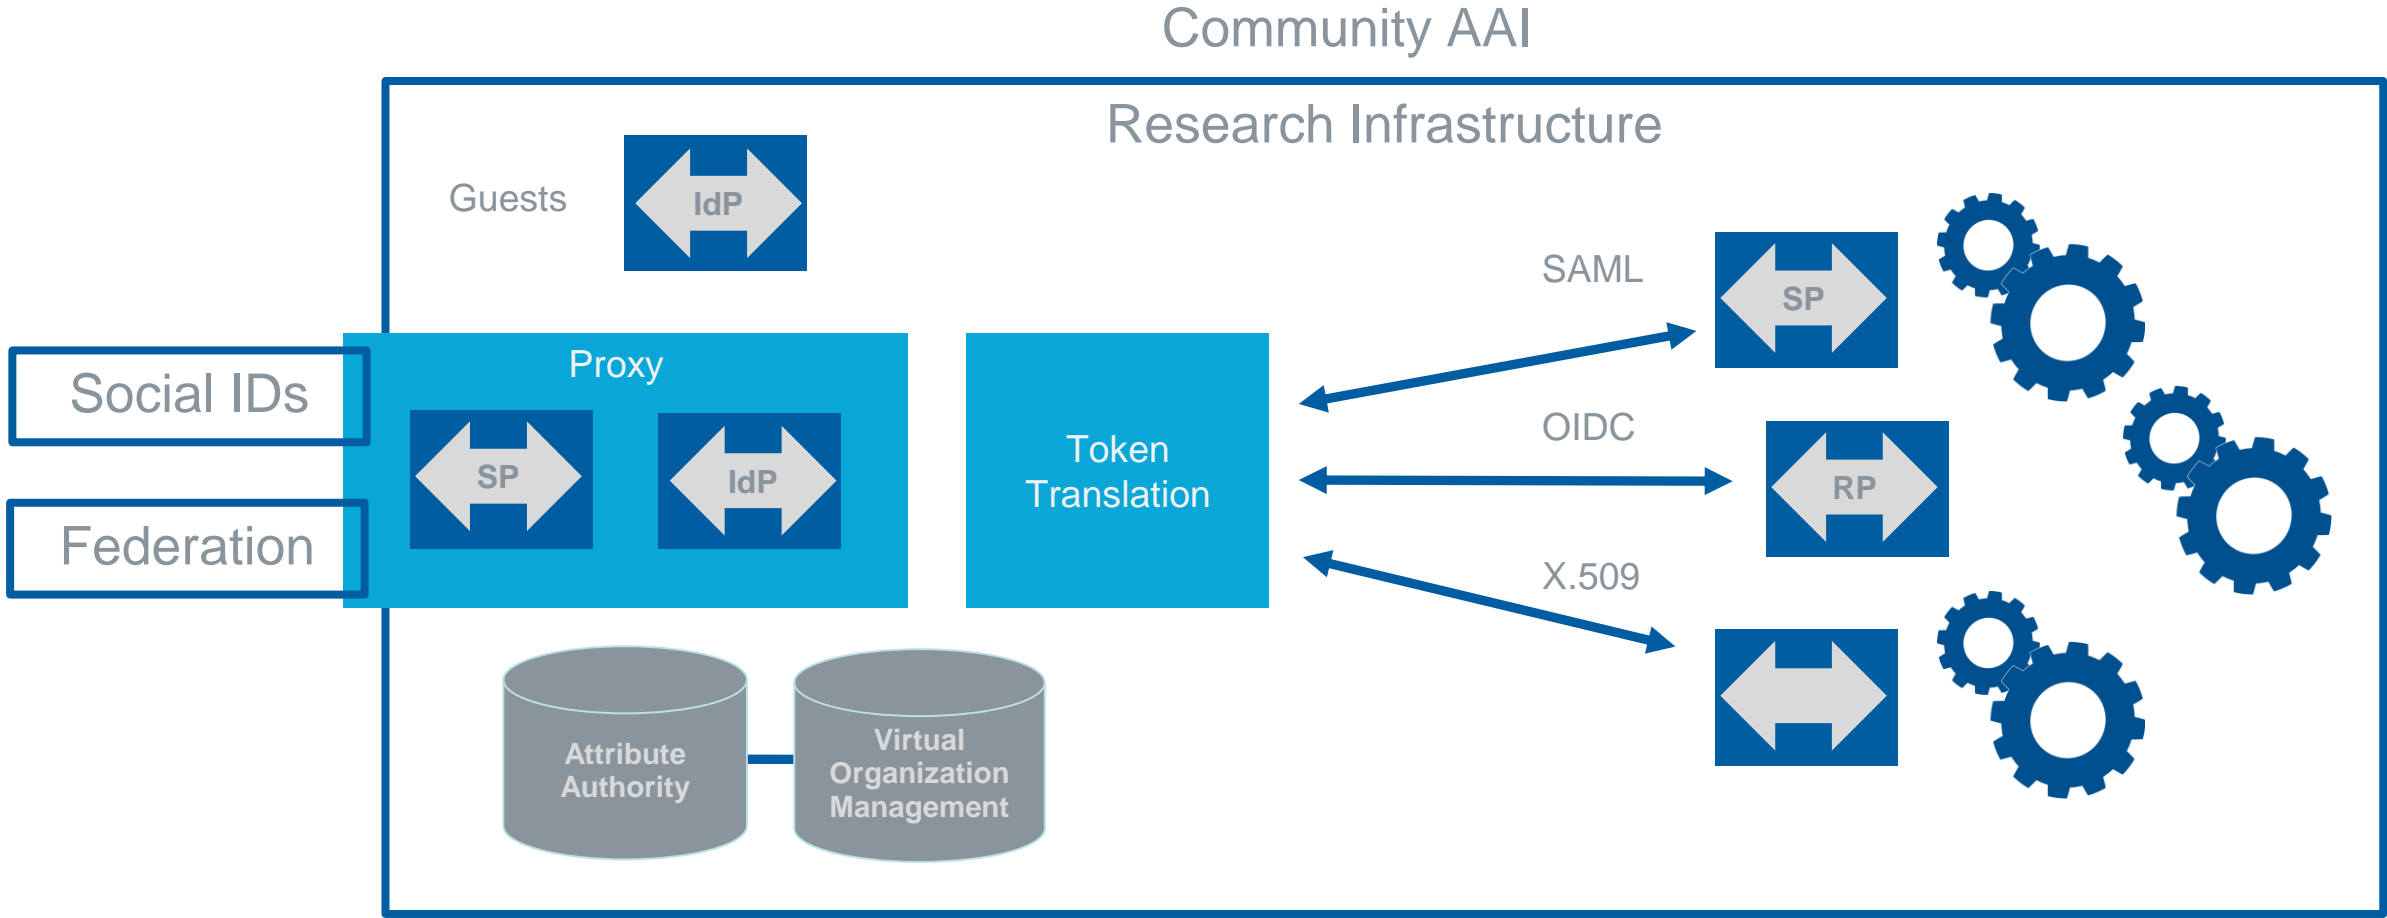 Community AAI
Research Infrastructure
Guests
IdP
SAML
SP
Social IDs
Proxy
SP
IdP
Token
Translation
OIDC
RP
Federation
X.509
Attribute
Authority
Virtual
Organization
Management